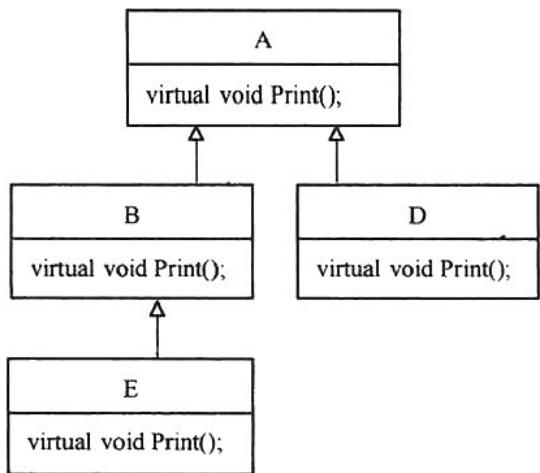 A
virtual void Print();
B
virtual void Print();
D
virtual void Print();
E
virtual void Print();